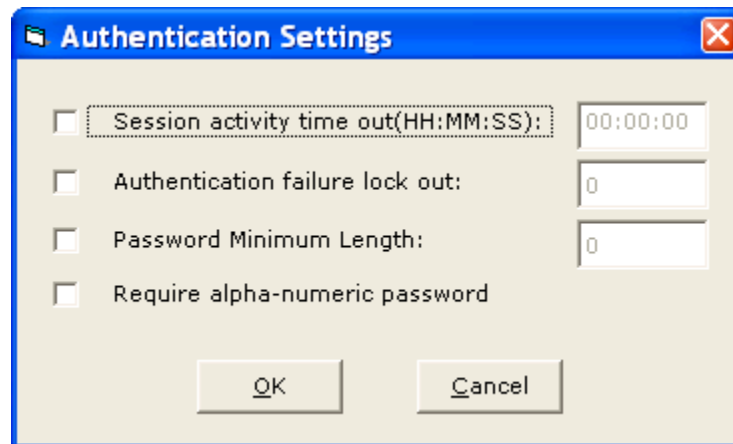 Authentication Settings
Session activity time out(HH:MM:SS): 00:00:00
Authentication failure lock out: 0
Password Minimum Length: 0
Require alpha-numeric password
OK Cancel